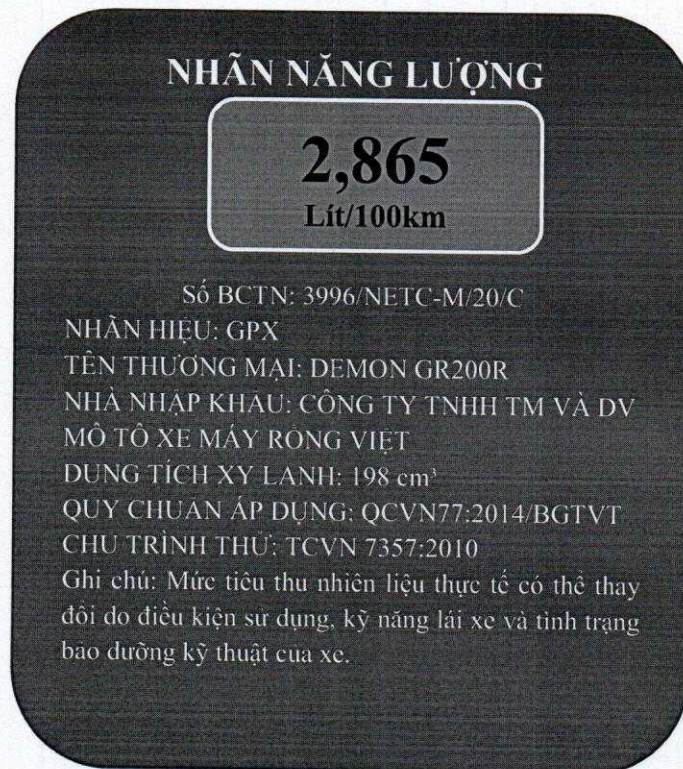 NHÃN NĂNG LƯỢNG
2,865
Lít/100km
Số BCTN: 3996/NETC-M/20/C
NHÃN HIỆU: GPX
TÊN THƯƠNG MẠI: DEMON GR200R
NHÀ NHẬP KHẨU: CÔNG TY TNHH TM VÀ DV
MÔ TÔ XE MÁY RỒNG VIỆT
DUNG TÍCH XY LANH: 198 cm³
QUY CHUẨN ÁP DỤNG: QCVN77:2014/BGTVT
CHU TRÌNH THỬ: TCVN 7357:2010
Ghi chú: Mức tiêu thu nhiên liệu thực tế có thể thay
đổi do điều kiện sử dụng, kỹ năng lái xe và tình trạng
bảo dưỡng kỹ thuật của xe.